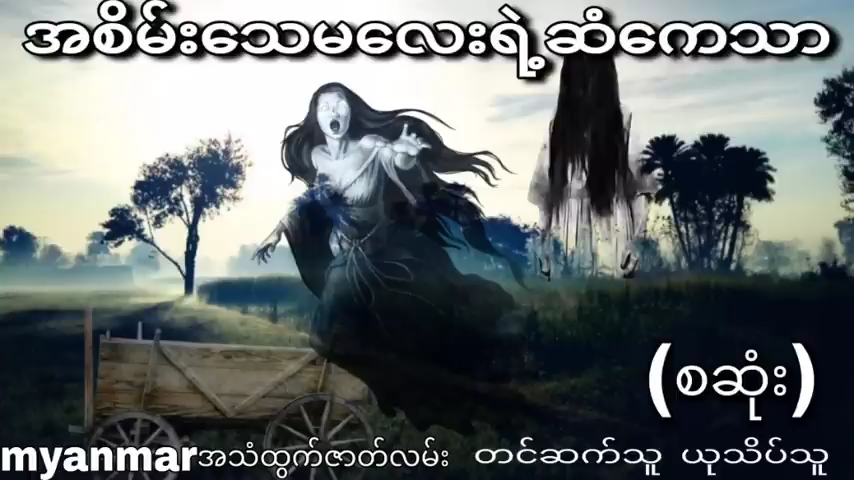 အစိမ်းသေမလေးရဲ့ဆံကေသာ
(စဆုံး)
myanmarအသံထွက်ဇာတ်လမ်း တင်ဆက်သူ ယုသိပ်သူ